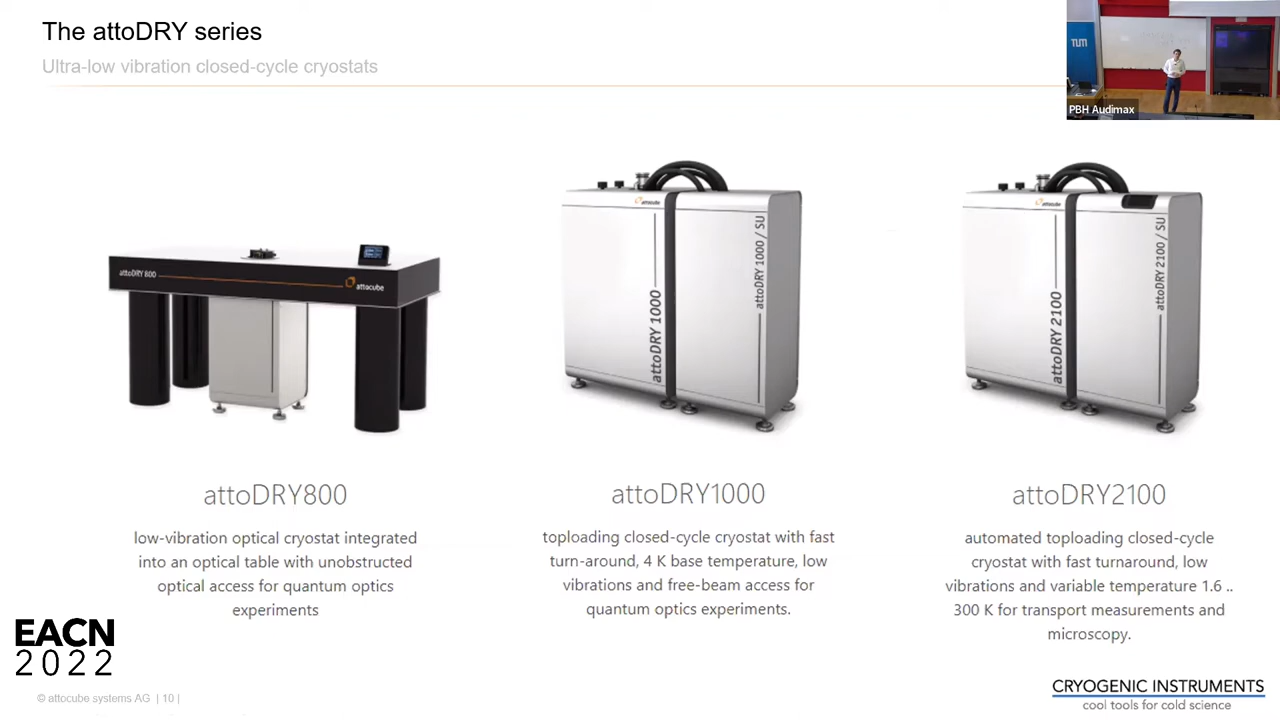 The attoDRY series
Ultra-low vibration closed-cycle cryostats
TUM
PBH Audimax
attoDRY 800
attocube
attocube
attoDRY 1000
attoDRY 1000 / SU
attocube
attoDRY 2100
attoDRY 2100 / SU
attoDRY800
low-vibration optical cryostat integrated
into an optical table with unobstructed
optical access for quantum optics
experiments
attoDRY1000
toploading closed-cycle cryostat with fast
turn-around, 4 K base temperature, low
vibrations and free-beam access for
quantum optics experiments.
attoDRY2100
automated toploading closed-cycle
cryostat with fast turnaround, low
vibrations and variable temperature 1.6 ..
300 K for transport measurements and
microscopy.
EACN
2022
© attocube systems AG | 10 |
CRYOGENIC INSTRUMENTS
cool tools for cold science